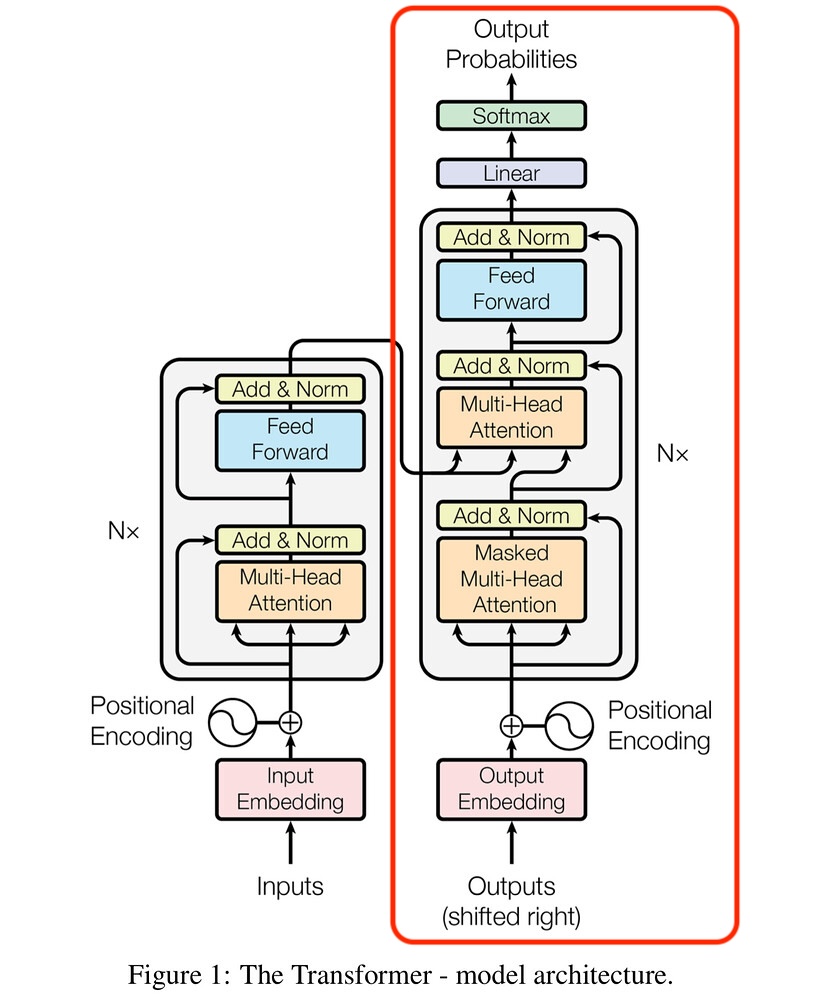 Output
Probabilities
Softmax
Linear
Add & Norm
Feed
Forward
Add & Norm
Multi-Head
Attention
N×
Add & Norm
Masked
Multi-Head
Attention
Positional
Encoding
Output
Embedding
Outputs
(shifted right)
Add & Norm
Feed
Forward
N×
Add & Norm
Multi-Head
Attention
Positional
Encoding
Input
Embedding
Inputs
Figure 1: The Transformer - model architecture.